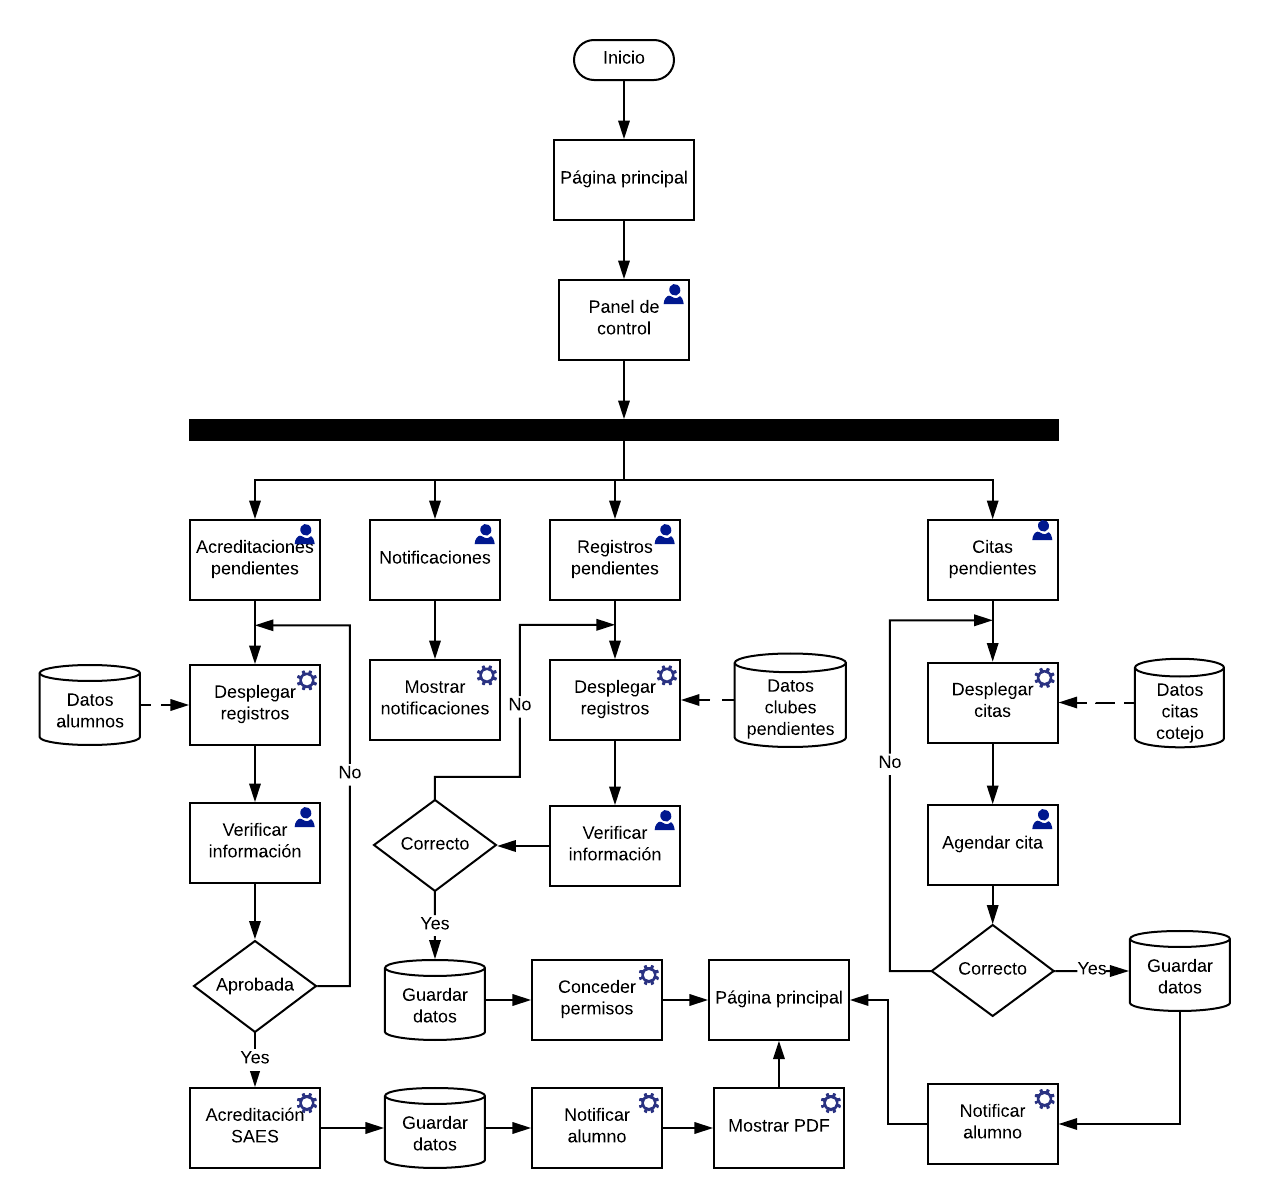 Inicio
Página principal
Panel de
control
Acreditaciones
pendientes
Notificaciones
Registros
pendientes
Citas
pendientes
Datos
alumnos
Desplegar
registros
Mostrar
notificaciones
No
Desplegar
registros
Datos
clubes
pendientes
Desplegar
citas
Datos
citas
cotejo
No
No
Verificar
información
Correcto
Verificar
información
Agendar cita
Yes
Aprobada
Guardar
datos
Conceder
permisos
Página principal
Correcto
Yes
Guardar
datos
Yes
Acreditación
SAES
Guardar
datos
Notificar
alumno
Mostrar PDF
Notificar
alumno